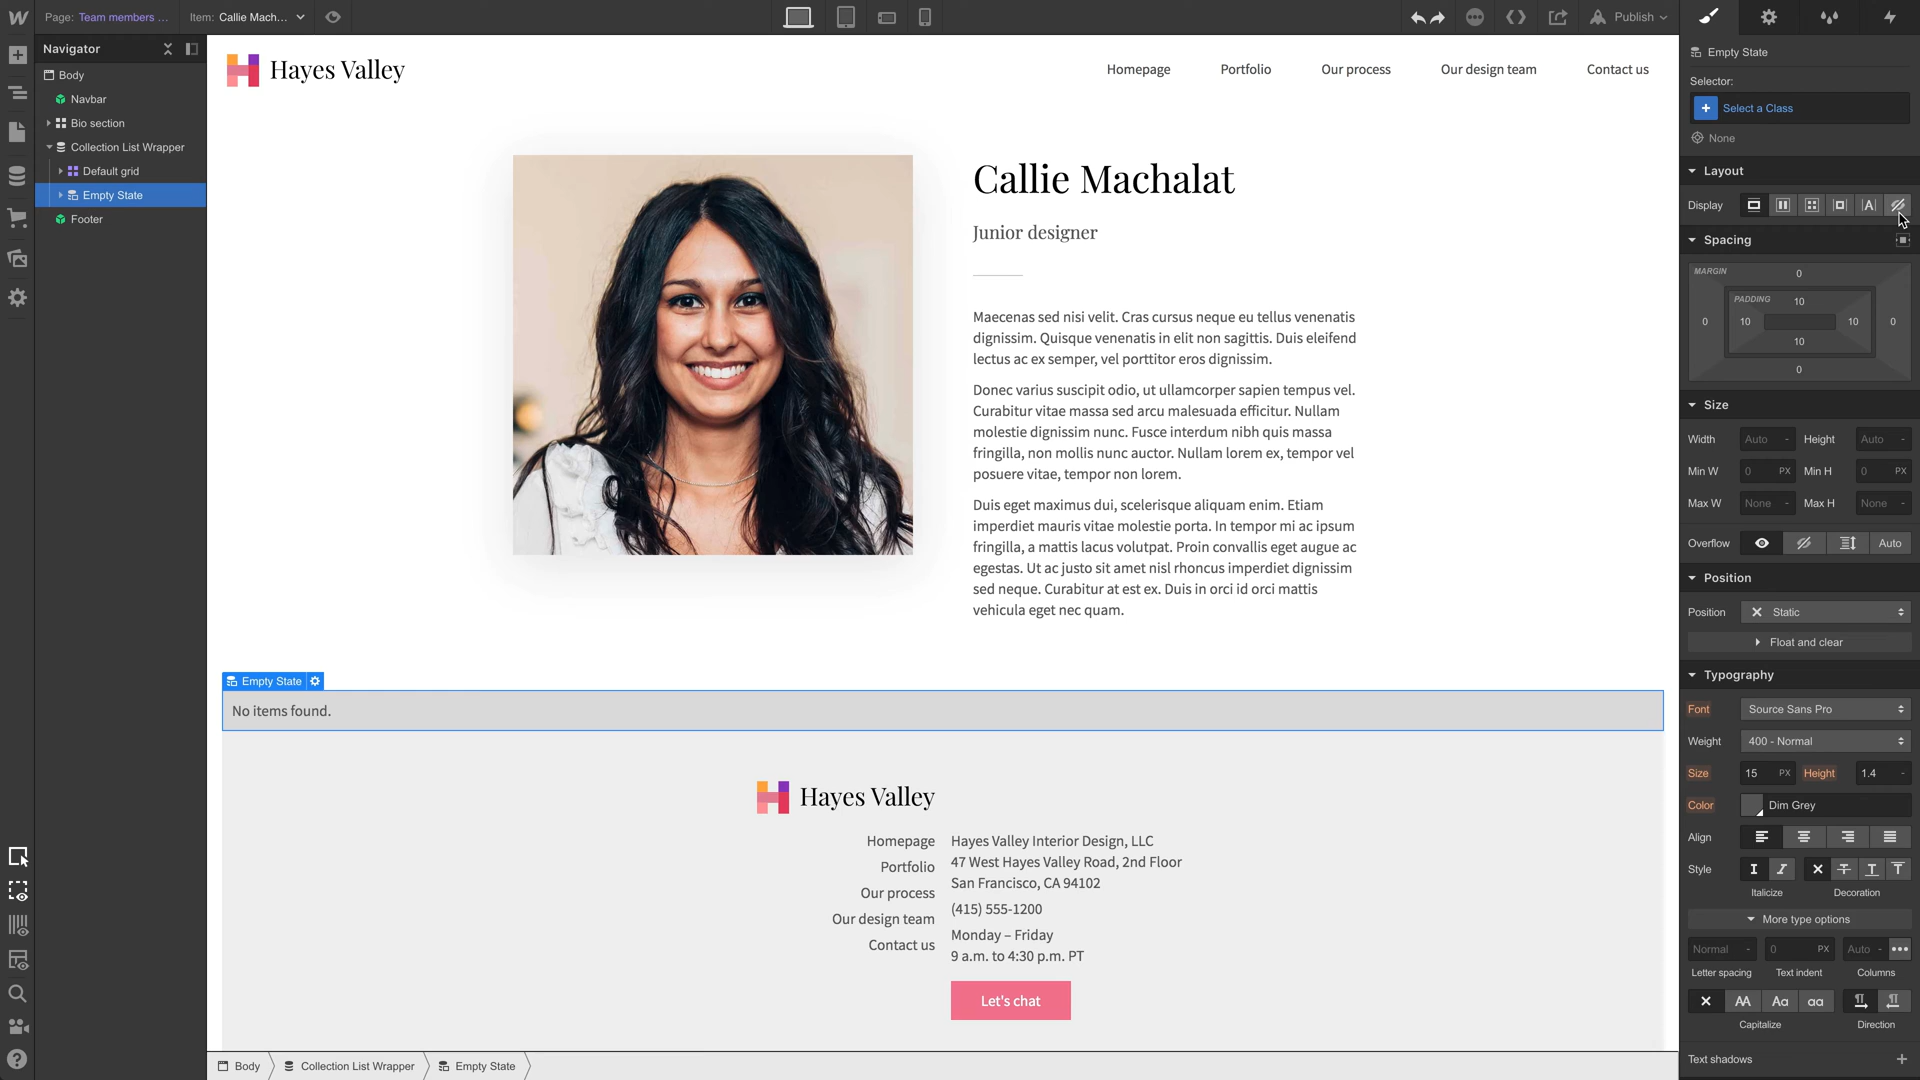 Page: Team members ...
Item: Callie Mach...
Publish
Navigator
Body
Navbar
Bio section
Collection List Wrapper
Default grid
Empty State
Footer
Hayes Valley
Homepage
Portfolio
Our process
Our design team
Contact us
Callie Machalat
Junior designer
Maecenas sed nisi velit. Cras cursus neque eu tellus venenatis
dignissim. Quisque venenatis in elit non sagittis. Duis eleifend
lectus ac ex semper, vel porttitor eros dignissim.
Donec varius suscipit odio, ut ullamcorper sapien tempus vel.
Curabitur vitae massa sed arcu malesuada efficitur. Nullam
molestie dignissim nunc. Fusce interdum nibh quis massa
fringilla, non mollis nunc auctor. Nullam lorem ex, tempor vel
posuere vitae, tempor non lorem.
Duis eget maximus dui, scelerisque aliquam enim. Etiam
imperdiet mauris vitae molestie porta. In tempor mi ac ipsum
fringilla, a mattis lacus volutpat. Proin convallis eget augue ac
egestas. Ut ac justo sit amet nisl rhoncus imperdiet dignissim
sed neque. Curabitur at est ex. Duis in orci id orci mattis
vehicula eget nec quam.
Empty State
No items found.
Hayes Valley
Homepage
Portfolio
Our process
Our design team
Contact us
Hayes Valley Interior Design, LLC
47 West Hayes Valley Road, 2nd Floor
San Francisco, CA 94102
(415) 555-1200
Monday – Friday
9 a.m. to 4:30 p.m. PT
Let's chat
Body
Collection List Wrapper
Empty State
Empty State
Selector:
Select a Class
None
Layout
Display
Spacing
MARGIN
0
PADDING
10
0
10
10
0
10
0
Size
Width Auto - Height Auto -
Min W 0 PX Min H 0 PX
Max W None - Max H None -
Overflow Auto
Position
Position Static
Float and clear
Typography
Font Source Sans Pro
Weight 400 - Normal
Size 15 PX Height 1.4 -
Color Dim Grey
Align
Style
Italicize Decoration
More type options
Normal - 0 PX Auto -
Letter spacing Text indent Columns
AA Aa aa
Capitalize Direction
Text shadows